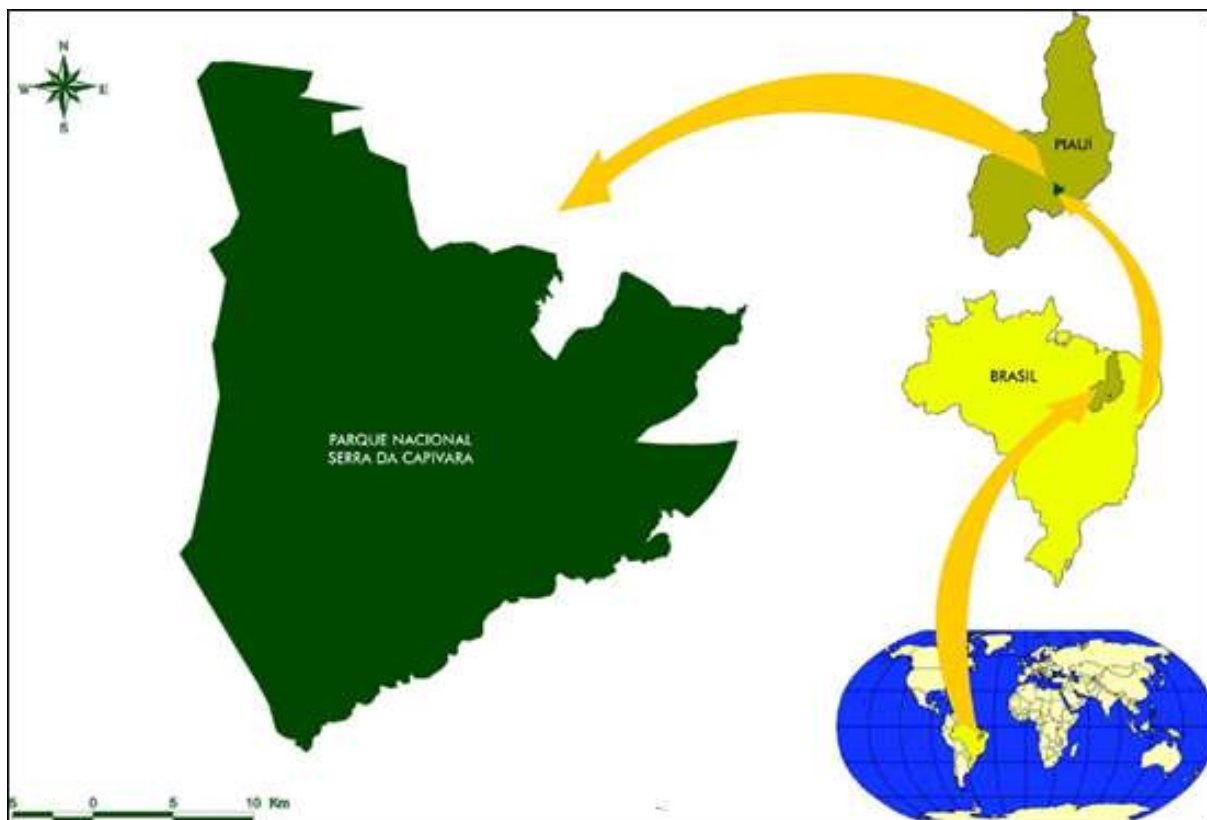 N
W E
S
PIAUI
BRASIL
PARQUE NACIONAL
SERRA DA CAPIVARA
5 0 5 10 Km